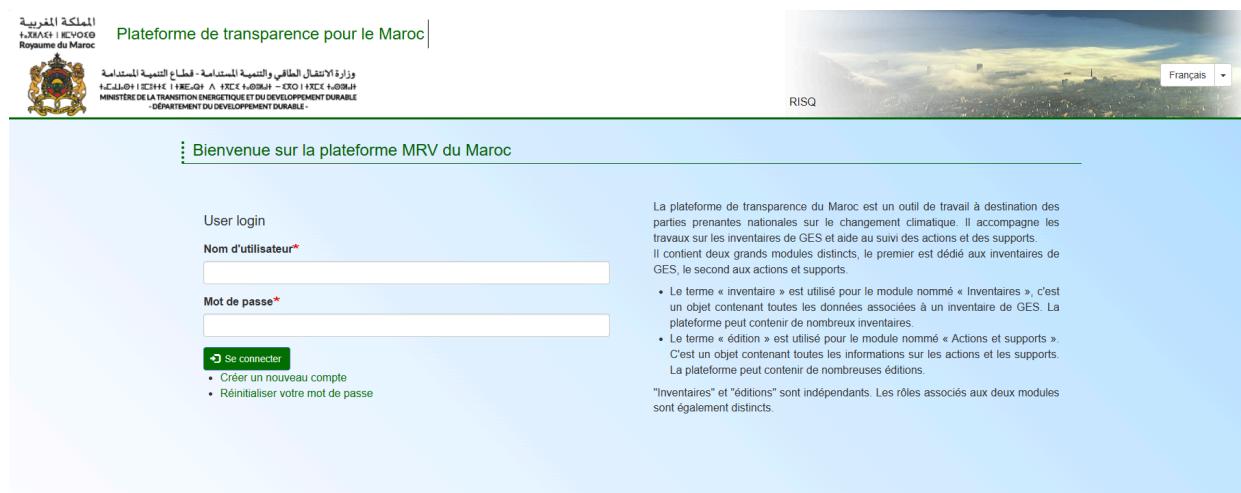 المملكة المغربية
ⵜⴰⴳⵍⴷⵉⵜ ⵏ ⵍⵎⵖⵔⵉⴱ
Royaume du Maroc
Plateforme de transparence pour le Maroc
وزارة الانتقال الطاقي والتنمية المستدامة - قطاع التنمية المستدامة
MINISTÈRE DE LA TRANSITION ENERGETIQUE ET DU DEVELOPPEMENT DURABLE
- DÉPARTEMENT DU DEVELOPPEMENT DURABLE -
RISQ
Français
Bienvenue sur la plateforme MRV du Maroc
User login
Nom d'utilisateur*
Mot de passe*
Se connecter
• Créer un nouveau compte
• Réinitialiser votre mot de passe
La plateforme de transparence du Maroc est un outil de travail à destination des
parties prenantes nationales sur le changement climatique. Il accompagne les
travaux sur les inventaires de GES et aide au suivi des actions et des supports.
Il contient deux grands modules distincts, le premier est dédié aux inventaires de
GES, le second aux actions et supports.
• Le terme « inventaire » est utilisé pour le module nommé « Inventaires », c'est
un objet contenant toutes les données associées à un inventaire de GES. La
plateforme peut contenir de nombreux inventaires.
• Le terme « édition » est utilisé pour le module nommé « Actions et supports ».
C'est un objet contenant toutes les informations sur les actions et les supports.
La plateforme peut contenir de nombreuses éditions.
"Inventaires" et "éditions" sont indépendants. Les rôles associés aux deux modules
sont également distincts.